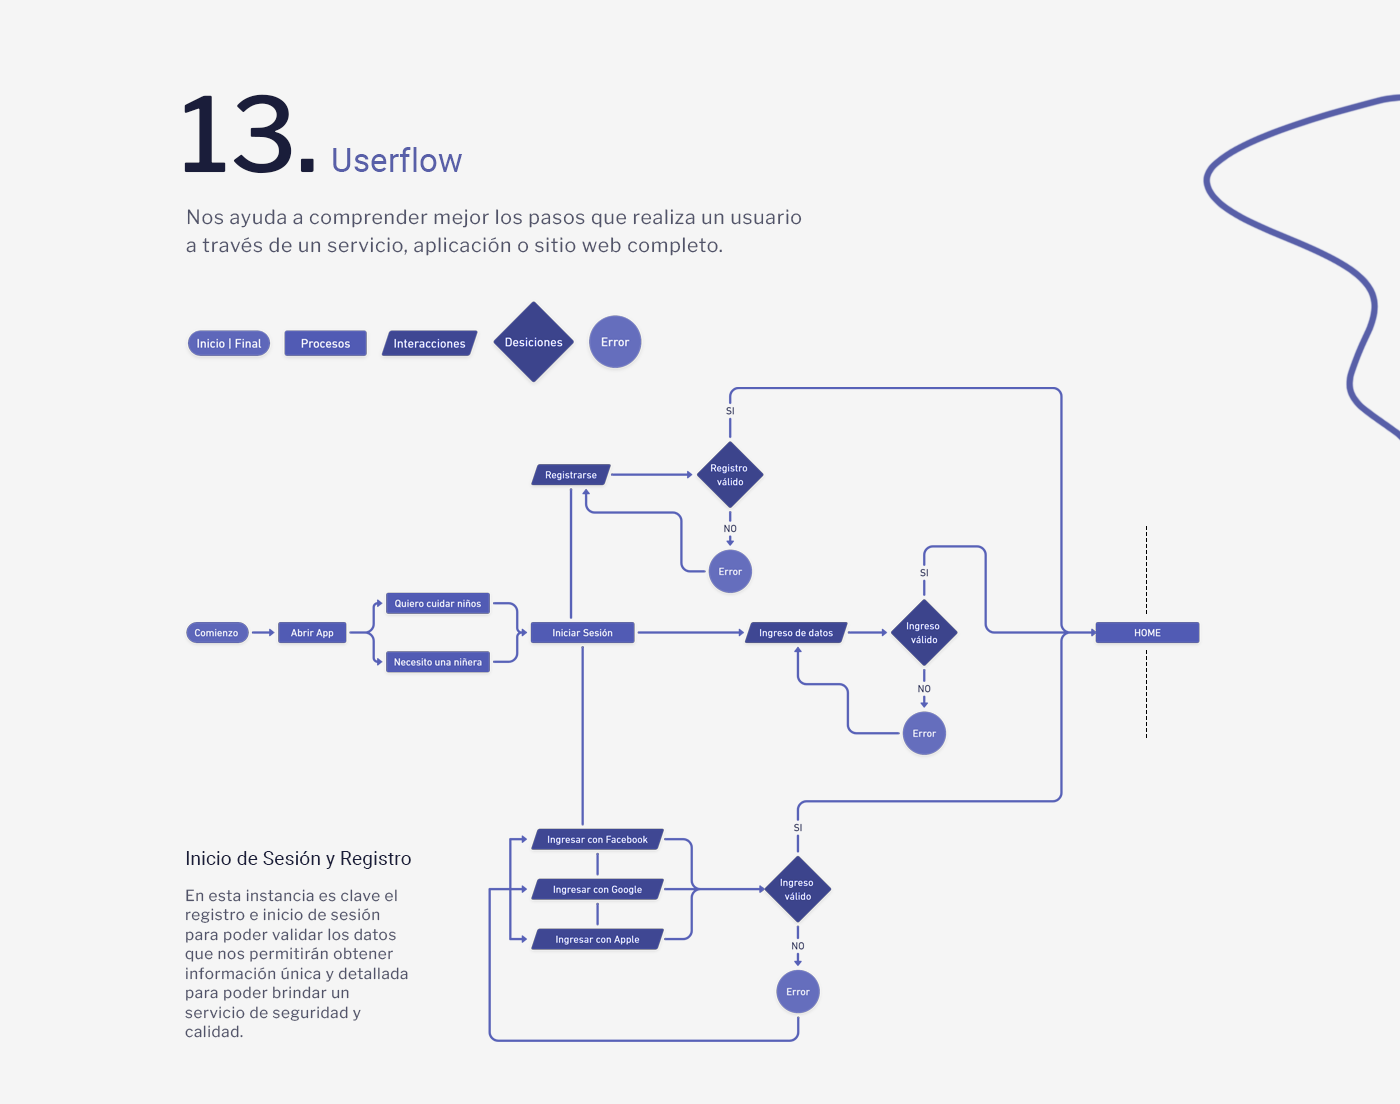 13. Userflow
Nos ayuda a comprender mejor los pasos que realiza un usuario
a través de un servicio, aplicación o sitio web completo.
Inicio | Final
Procesos
Interacciones
Desiciones
Error
SI
Registrarse
Registro
válido
NO
Error
SI
Quiero cuidar niños
Comienzo
Abrir App
Iniciar Sesión
Ingreso de datos
Ingreso
válido
HOME
Necesito una niñera
NO
Error
SI
Ingresar con Facebook
Ingresar con Google
Ingresar con Apple
Ingreso
válido
NO
Error
Inicio de Sesión y Registro
En esta instancia es clave el
registro e inicio de sesión
para poder validar los datos
que nos permitirán obtener
información única y detallada
para poder brindar un
servicio de seguridad y
calidad.